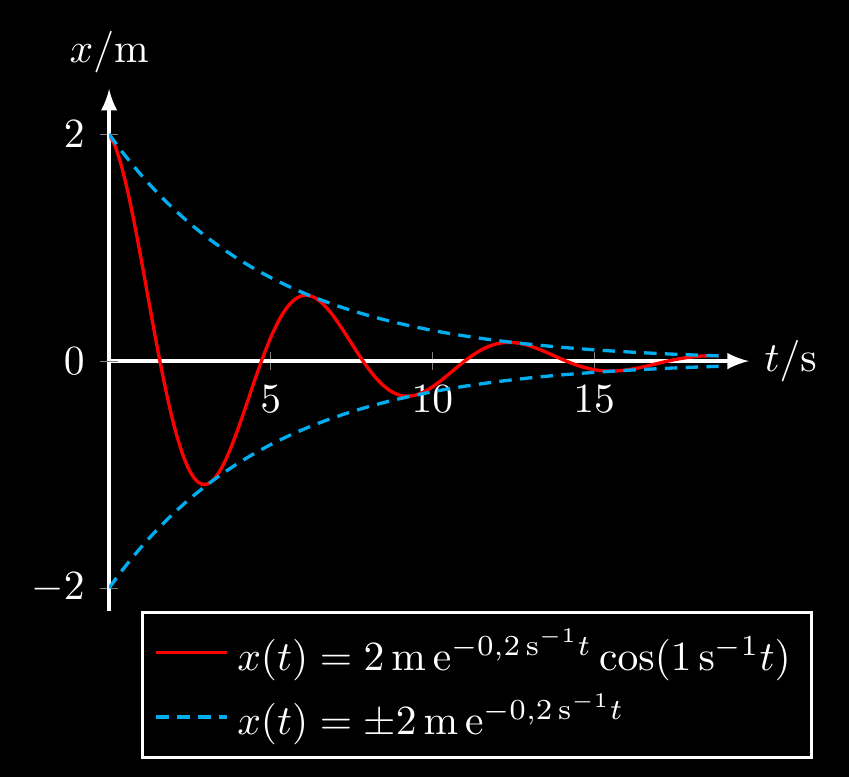 x/m
2
0
t/s
5 10 15
−2
x(t) = 2 m e^{−0,2 s^{−1}t} cos(1 s^{−1}t)
x(t) = ±2 m e^{−0,2 s^{−1}t}